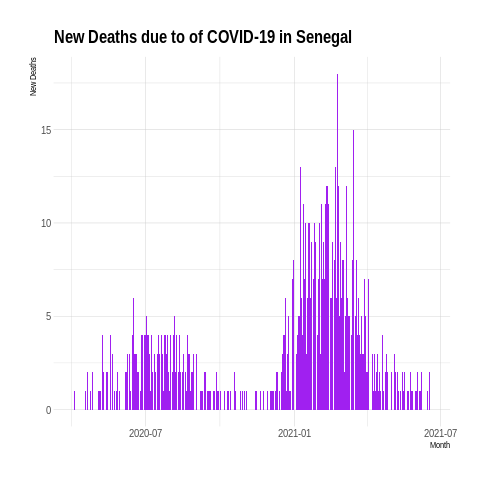 New Deaths due to of COVID-19 in Senegal
New Deaths
15
10
5
0
2020-07
2021-01
2021-07
Month